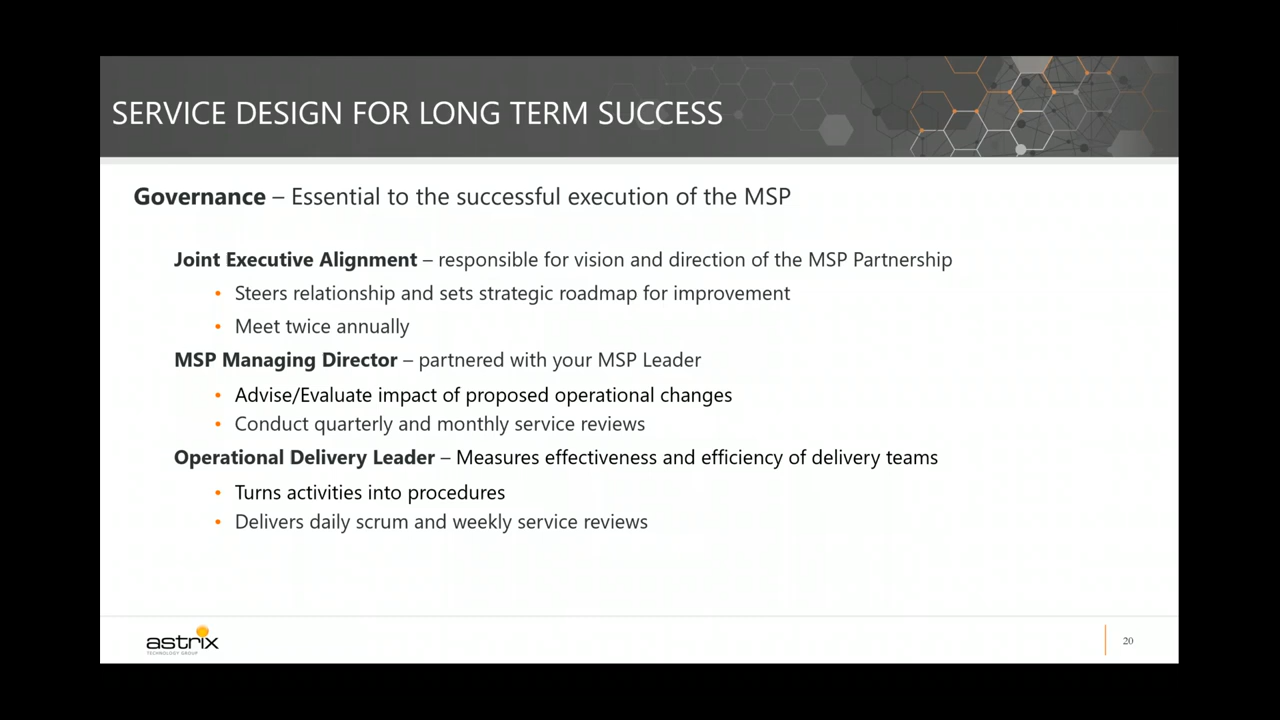 SERVICE DESIGN FOR LONG TERM SUCCESS
Governance – Essential to the successful execution of the MSP
Joint Executive Alignment – responsible for vision and direction of the MSP Partnership
• Steers relationship and sets strategic roadmap for improvement
• Meet twice annually
MSP Managing Director – partnered with your MSP Leader
• Advise/Evaluate impact of proposed operational changes
• Conduct quarterly and monthly service reviews
Operational Delivery Leader – Measures effectiveness and efficiency of delivery teams
• Turns activities into procedures
• Delivers daily scrum and weekly service reviews
astrix
TECHNOLOGY GROUP
20